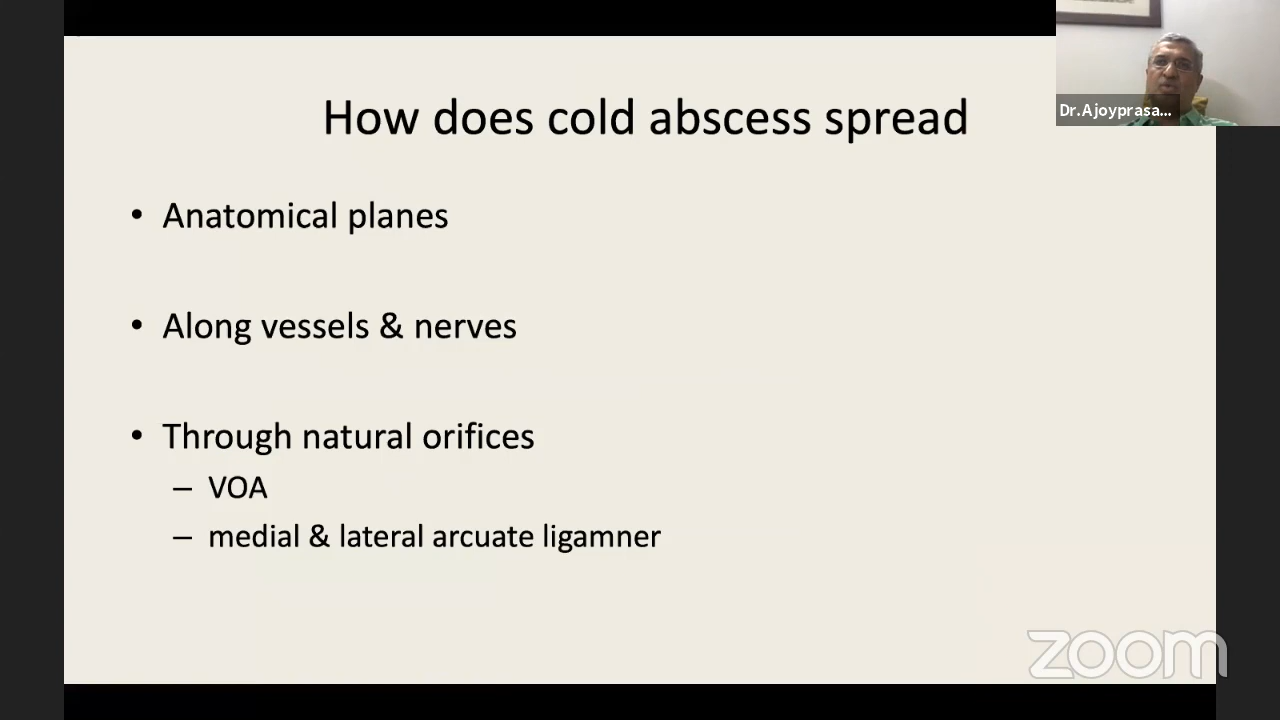 How does cold abscess spread
Dr.Ajoyprasa...
• Anatomical planes
• Along vessels & nerves
• Through natural orifices
– VOA
– medial & lateral arcuate ligamner
zoom